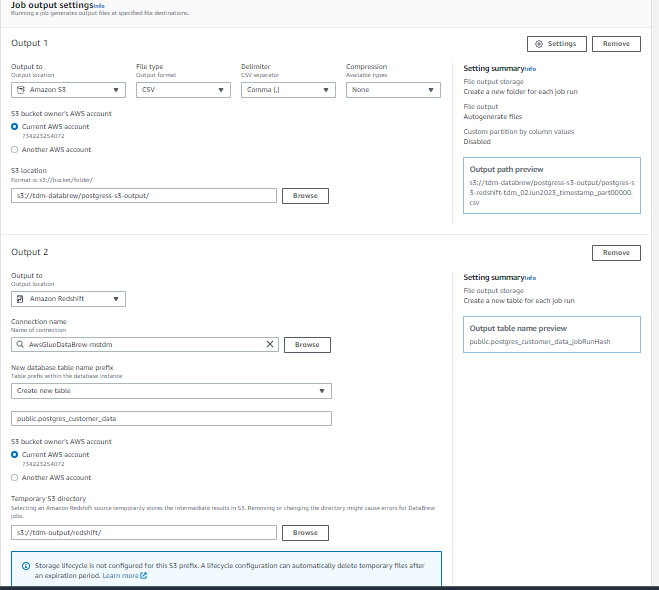 Job output settings Info
Running a job generates output files at specified file destinations.
Output 1
Settings
Remove
Output to
Output location
Amazon S3
File type
Output format
CSV
Delimiter
CSV separator
Comma (,)
Compression
Available types
None
S3 bucket owner's AWS account
Current AWS account
734223254072
Another AWS account
S3 location
Format is: s3://bucket/folder/
s3://tdm-databrew/postgress-s3-output/
Browse
Setting summary Info
File output storage
Create a new folder for each job run
File output
Autogenerate files
Custom partition by column values
Disabled
Output path preview
s3://tdm-databrew/postgress-s3-output/postgres-s
3-redshift-tdm_02Jun2023_timestamp_part00000.
csv
Output 2
Remove
Output to
Output location
Amazon Redshift
Connection name
Name of connection
AwsGlueDataBrew-mstdm
Browse
New database table name prefix
Table prefix within the database instance
Create new table
public.postgres_customer_data
S3 bucket owner's AWS account
Current AWS account
734223254072
Another AWS account
Temporary S3 directory
Selecting an Amazon Redshift source temporarily stores the intermediate results in S3. Removing or changing the directory might cause errors for DataBrew
jobs.
s3://tdm-output/redshift/
Browse
Storage lifecycle is not configured for this S3 prefix. A lifecycle configuration can automatically delete temporary files after
an expiration period. Learn more
Setting summary Info
File output storage
Create a new table for each job run
Output table name preview
public.postgres_customer_data_jobRunHash